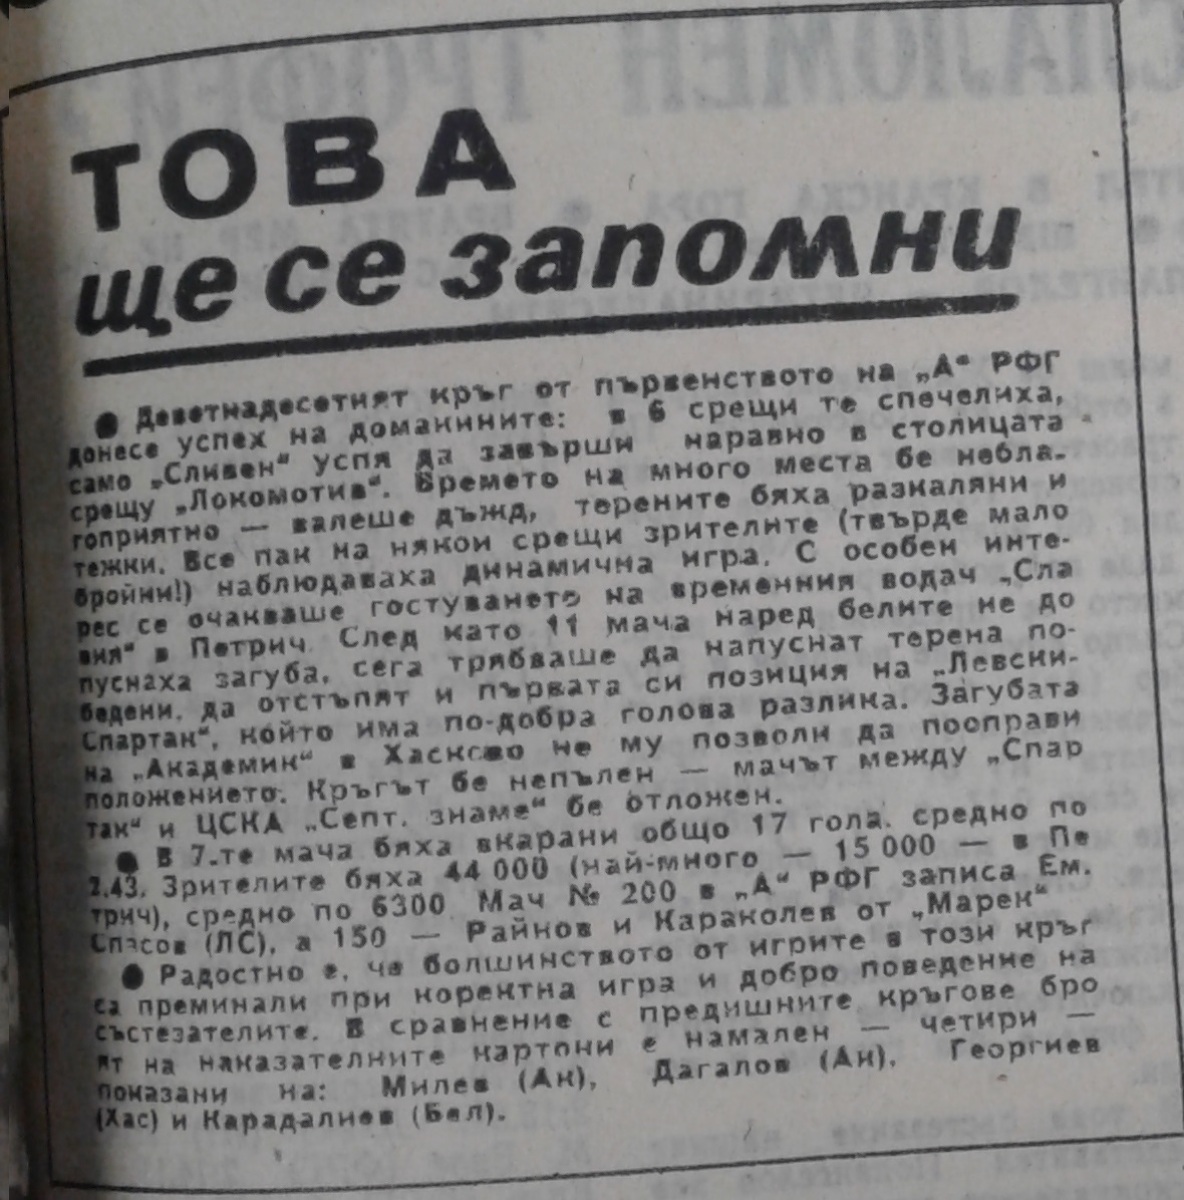 ТОВА
ще се запомни
● Деветнадесетият кръг от първенството на „А“ РФГ
донесе успех на домакините: в 6 срещи те спечелиха,
само „Сливен“ успя да завърши наравно в столицата
срещу „Локомотив“. Времето на много места бе небла-
гоприятно — валеше дъжд, терените бяха разкаляни и
тежки. Все пак на някои срещи зрителите (твърде мало
бройни!) наблюдаваха динамична игра. С особен инте-
рес се очакваше гостуването на временния водач „Сла
вия“ в Петрич. След като 11 мача наред белите не до
пуснаха загуба, сега трябваше да напуснат терена по-
бедени, да отстъпят и първата си позиция на „Левски-
Спартак“, който има по-добра голова разлика. Загубата
на „Академик“ в Хасково не му позволи да поправи
положението. Кръгът бе непълен — мачът между „Спар
так“ и ЦСКА „Септ. знаме“ бе отложен.
● В 7-те мача бяха вкарани общо 17 гола, средно по
2.43. Зрителите бяха 44 000 (най-много — 15 000 — в Пе
трич), средно по 6300. Мач № 200 в „А“ РФГ записа Ем.
Спасов (ЛС), а 150 — Райнов и Караколев от „Марек“
● Радостно е, че болшинството от игрите в този кръг
са преминали при коректна игра и добро поведение на
състезателите. В сравнение с предишните кръгове бро
ят на наказателните картони е намален — четири —
показани на: Милев (Ак), Дагалов (Ак), Георгиев
(Хас) и Карадалиев (Бел).